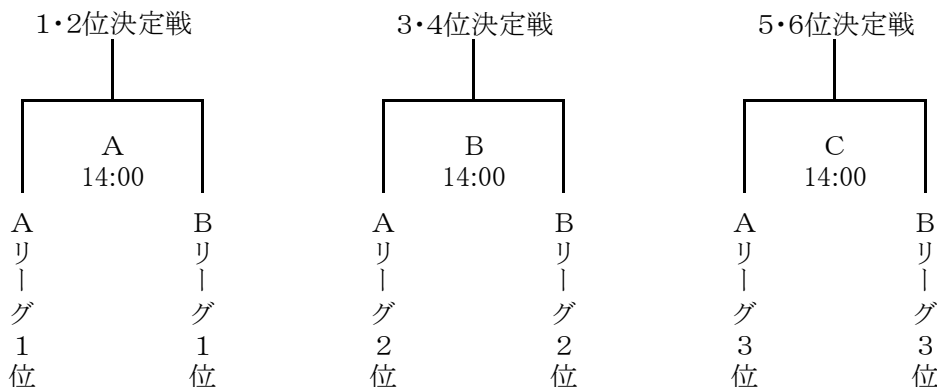 1・2位決定戦
A
14:00
Aリーグ1位
Bリーグ1位
3・4位決定戦
B
14:00
Aリーグ2位
Bリーグ2位
5・6位決定戦
C
14:00
Aリーグ3位
Bリーグ3位